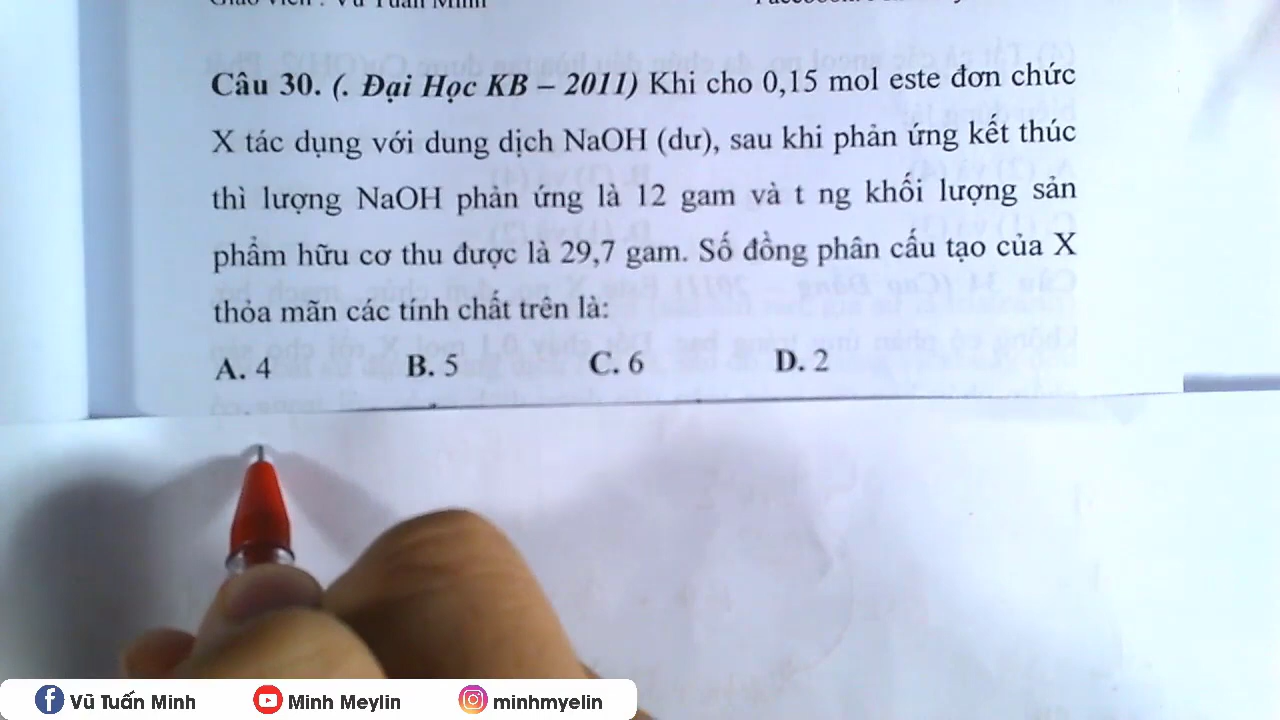 Câu 30. (. Đại Học KB – 2011) Khi cho 0,15 mol este đơn chức
X tác dụng với dung dịch NaOH (dư), sau khi phản ứng kết thúc
thì lượng NaOH phản ứng là 12 gam và t ng khối lượng sản
phẩm hữu cơ thu được là 29,7 gam. Số đồng phân cấu tạo của X
thỏa mãn các tính chất trên là:
A. 4 B. 5 C. 6 D. 2
Vũ Tuấn Minh Minh Meylin minhmyelin